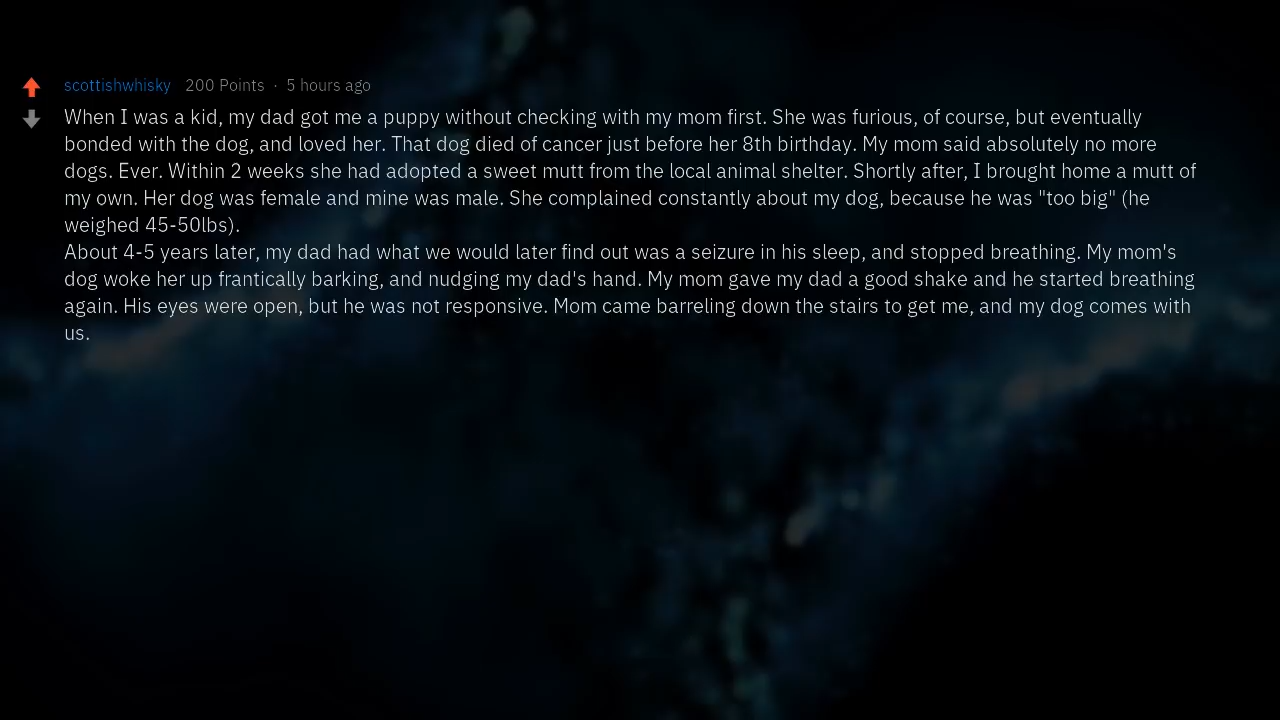 scottishwhisky 200 Points · 5 hours ago
When I was a kid, my dad got me a puppy without checking with my mom first. She was furious, of course, but eventually
bonded with the dog, and loved her. That dog died of cancer just before her 8th birthday. My mom said absolutely no more
dogs. Ever. Within 2 weeks she had adopted a sweet mutt from the local animal shelter. Shortly after, I brought home a mutt of
my own. Her dog was female and mine was male. She complained constantly about my dog, because he was "too big" (he
weighed 45-50lbs).
About 4-5 years later, my dad had what we would later find out was a seizure in his sleep, and stopped breathing. My mom's
dog woke her up frantically barking, and nudging my dad's hand. My mom gave my dad a good shake and he started breathing
again. His eyes were open, but he was not responsive. Mom came barreling down the stairs to get me, and my dog comes with
us.